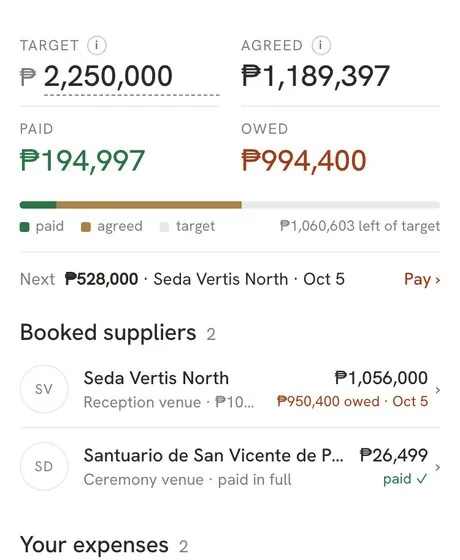 TARGET i AGREED i
₱ 2,250,000 ₱1,189,397
PAID OWED
₱194,997 ₱994,400
paid agreed target ₱1,060,603 left of target
Next ₱528,000 · Seda Vertis North · Oct 5 Pay ›
Booked suppliers 2
SV Seda Vertis North ₱1,056,000 ›
Reception venue · ₱10... ₱950,400 owed · Oct 5
SD Santuario de San Vicente de P... ₱26,499 ›
Ceremony venue · paid in full paid ✓
Your expenses 2